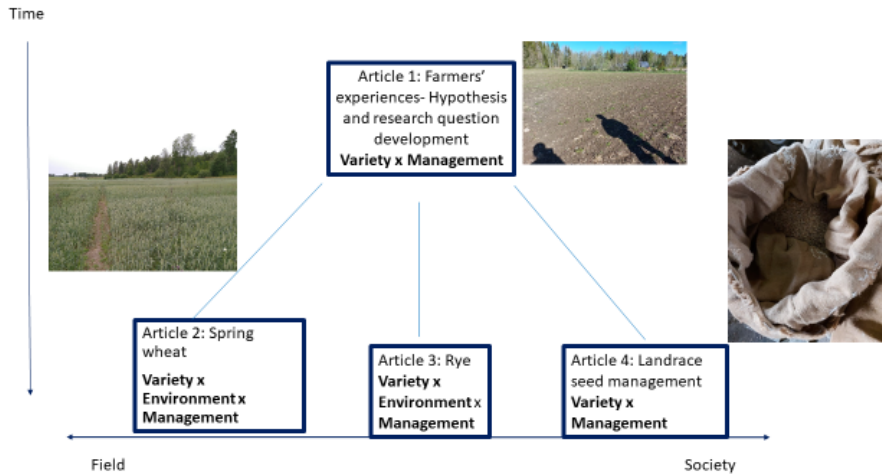 Time
Article 1: Farmers'
experiences- Hypothesis
and research question
development
Variety x Management
Article 2: Spring
wheat
Variety x
Environment x
Management
Article 3: Rye
Variety x
Environment x
Management
Article 4: Landrace
seed management
Variety x
Management
Field
Society